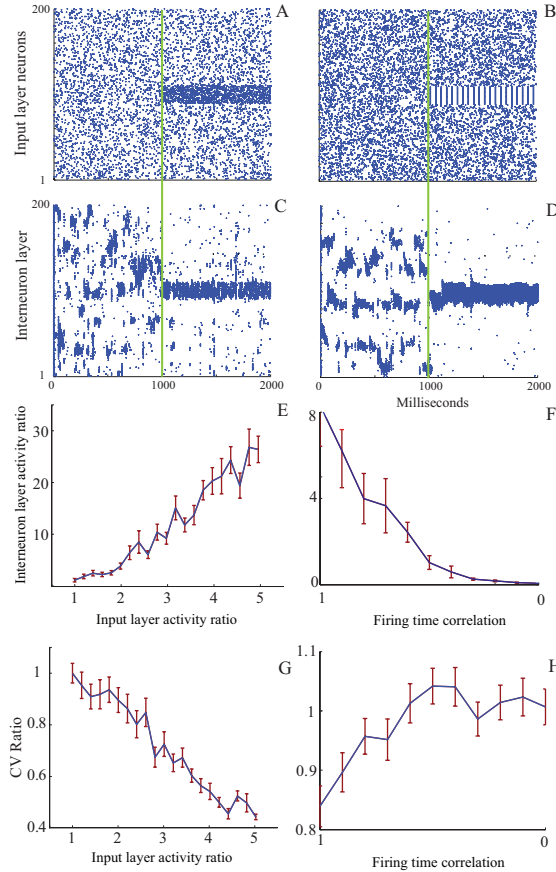 A
B
200
Input layer neurons
1
C
D
200
Interneuron layer
1
0
1000
2000
0
1000
2000
Milliseconds
E
F
Interneuron layer activity ratio
30
20
10
1
2
3
4
5
Input layer activity ratio
8
4
0
1
0
Firing time correlation
G
H
CV Ratio
1
0.8
0.6
0.4
1
2
3
4
5
Input layer activity ratio
1.1
1.0
0.9
0.8
1
0
Firing time correlation